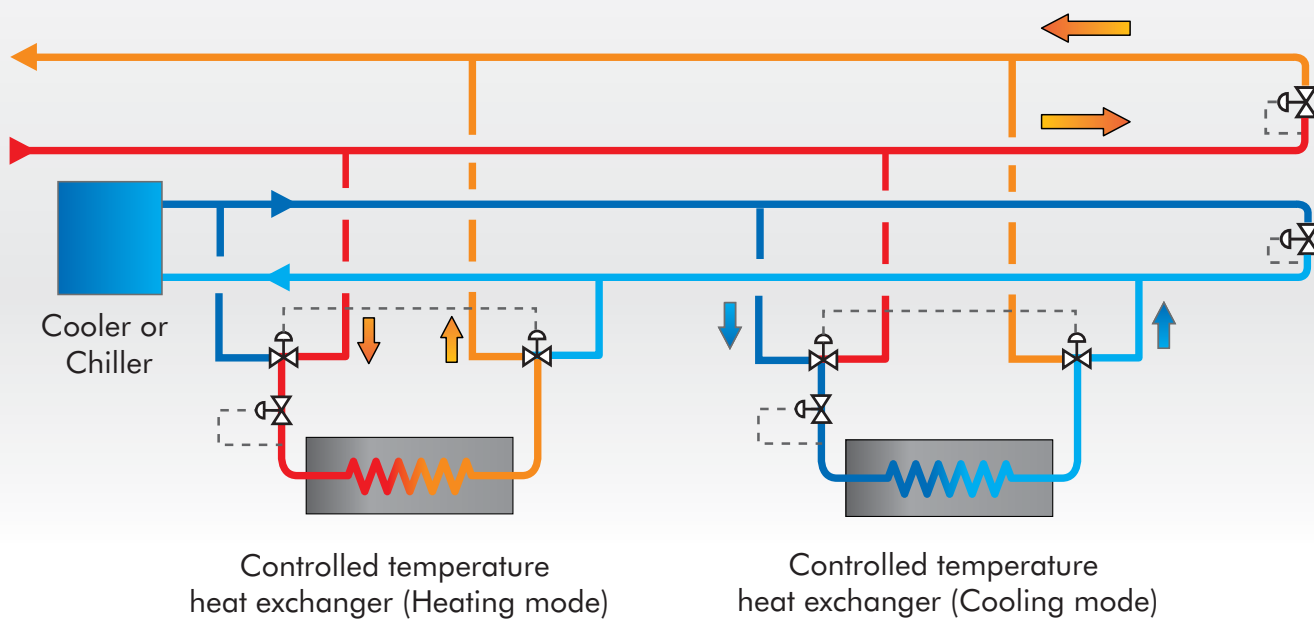 Cooler or
Chiller
Controlled temperature
heat exchanger (Heating mode)
Controlled temperature
heat exchanger (Cooling mode)